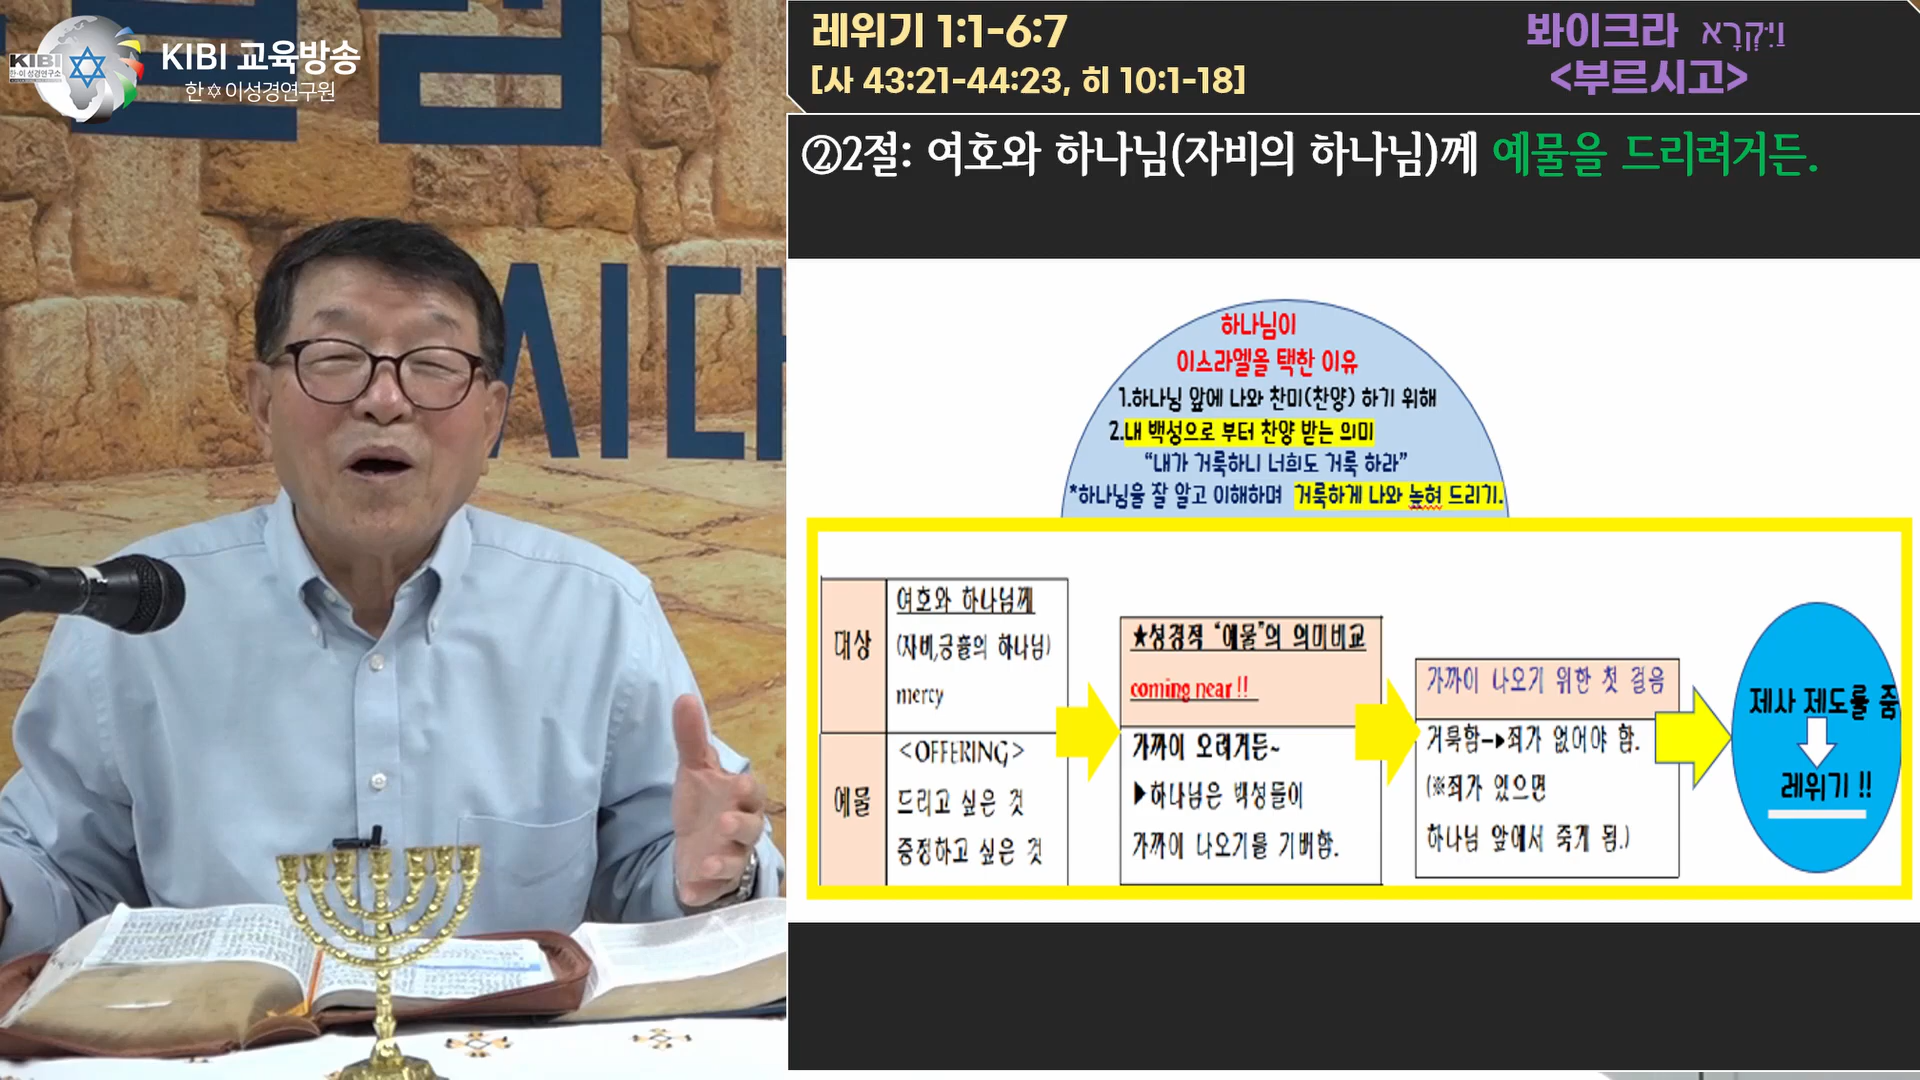 KIBI 교육방송
한✡이성경연구원
KIBI
한·이 성경연구소
레위기 1:1-6:7
[사 43:21-44:23, 히 10:1-18]
봐이크라 וַיִּקְרָא
<부르시고>
②2절: 여호와 하나님(자비의 하나님)께 예물을 드리려거든.
하나님이
이스라엘을 택한 이유
1.하나님 앞에 나와 찬미(찬양) 하기 위해
2.내 백성으로 부터 찬양 받는 의미
“내가 거룩하니 너희도 거룩 하라”
*하나님을 잘 알고 이해하며 거룩하게 나와 높혀 드리기.
대상
여호와 하나님께
(자비,긍휼의 하나님)
mercy
예물
<OFFERING>
드리고 싶은 것
증정하고 싶은 것
★성경적 “예물”의 의미비교
coming near !!
가까이 오려거든~
▶하나님은 백성들이
가까이 나오기를 기뻐함.
가까이 나오기 위한 첫 걸음
거룩함→죄가 없어야 함.
(※죄가 있으면
하나님 앞에서 죽게 됨.)
제사 제도를 줌
레위기 !!
시대